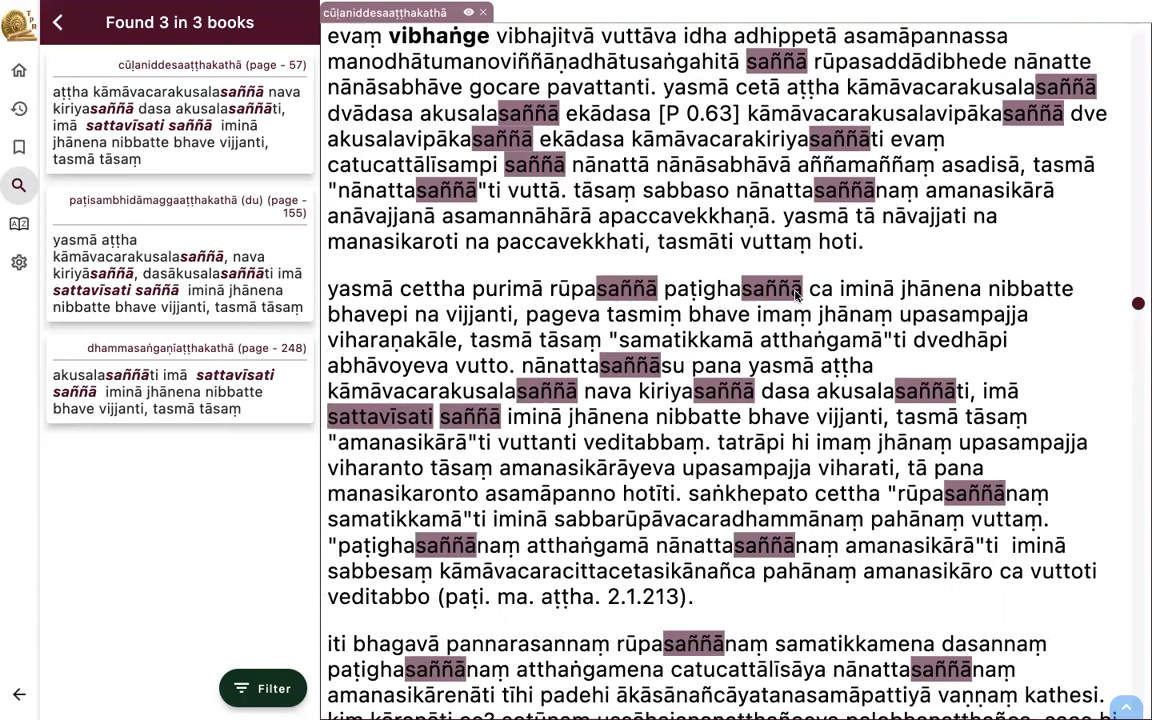 TPR
Found 3 in 3 books
cūḷaniddesaaṭṭhakathā (page - 57)
aṭṭha kāmāvacarakusalasaññā nava
kiriyasaññā dasa akusalasaññāti,
imā sattavīsati saññā iminā
jhānena nibbatte bhave vijjanti,
tasmā tāsaṃ
paṭisambhidāmaggaaṭṭhakathā (du) (page -
155)
yasmā aṭṭha
kāmāvacarakusalasaññā, nava
kiriyāsaññā, dasākusalasaññāti imā
sattavīsati saññā iminā jhānena
nibbatte bhave vijjanti, tasmā tāsaṃ
dhammasaṅgaṇīaṭṭhakathā (page - 248)
akusalasaññāti imā sattavīsati
saññā iminā jhānena nibbatte
bhave vijjanti, tasmā tāsaṃ
Filter
cūḷaniddesaaṭṭhakathā
evaṃ vibhaṅge vibhajitvā vuttāva idha adhippetā asamāpannassa
manodhātumanoviññāṇadhātusaṅgahitā saññā rūpasaddādibhede nānatte
nānāsabhāve gocare pavattanti. yasmā cetā aṭṭha kāmāvacarakusalasaññā
dvādasa akusalasaññā ekādasa [P 0.63] kāmāvacarakusalavipākasaññā dve
akusalavipākasaññā ekādasa kāmāvacarakiriyasaññāti evaṃ
catucattālīsampi saññā nānattā nānāsabhāvā aññamaññaṃ asadisā, tasmā
"nānattasaññā"ti vuttā. tāsaṃ sabbaso nānattasaññānaṃ amanasikārā
anāvajjanā asamannāhārā apaccavekkhaṇā. yasmā tā nāvajjati na
manasikaroti na paccavekkhati, tasmāti vuttaṃ hoti.
yasmā cettha purimā rūpasaññā paṭighasaññā ca iminā jhānena nibbatte
bhavepi na vijjanti, pageva tasmiṃ bhave imaṃ jhānaṃ upasampajja
viharaṇakāle, tasmā tāsaṃ "samatikkamā atthaṅgamā"ti dvedhāpi
abhāvoyeva vutto. nānattasaññāsu pana yasmā aṭṭha
kāmāvacarakusalasaññā nava kiriyasaññā dasa akusalasaññāti, imā
sattavīsati saññā iminā jhānena nibbatte bhave vijjanti, tasmā tāsaṃ
"amanasikārā"ti vuttanti veditabbaṃ. tatrāpi hi imaṃ jhānaṃ upasampajja
viharanto tāsaṃ amanasikārāyeva upasampajja viharati, tā pana
manasikaronto asamāpanno hotīti. saṅkhepato cettha "rūpasaññānaṃ
samatikkamā"ti iminā sabbarūpāvacaradhammānaṃ pahānaṃ vuttaṃ.
"paṭighasaññānaṃ atthaṅgamā nānattasaññānaṃ amanasikārā"ti iminā
sabbesaṃ kāmāvacaracittacetasikānañca pahānaṃ amanasikāro ca vuttoti
veditabbo (paṭi. ma. aṭṭha. 2.1.213).
iti bhagavā pannarasannaṃ rūpasaññānaṃ samatikkamena dasannaṃ
paṭighasaññānaṃ atthaṅgamena catucattālīsāya nānattasaññānaṃ
amanasikārenāti tīhi padehi ākāsānañcāyatanasamāpattiyā vaṇṇaṃ kathesi.